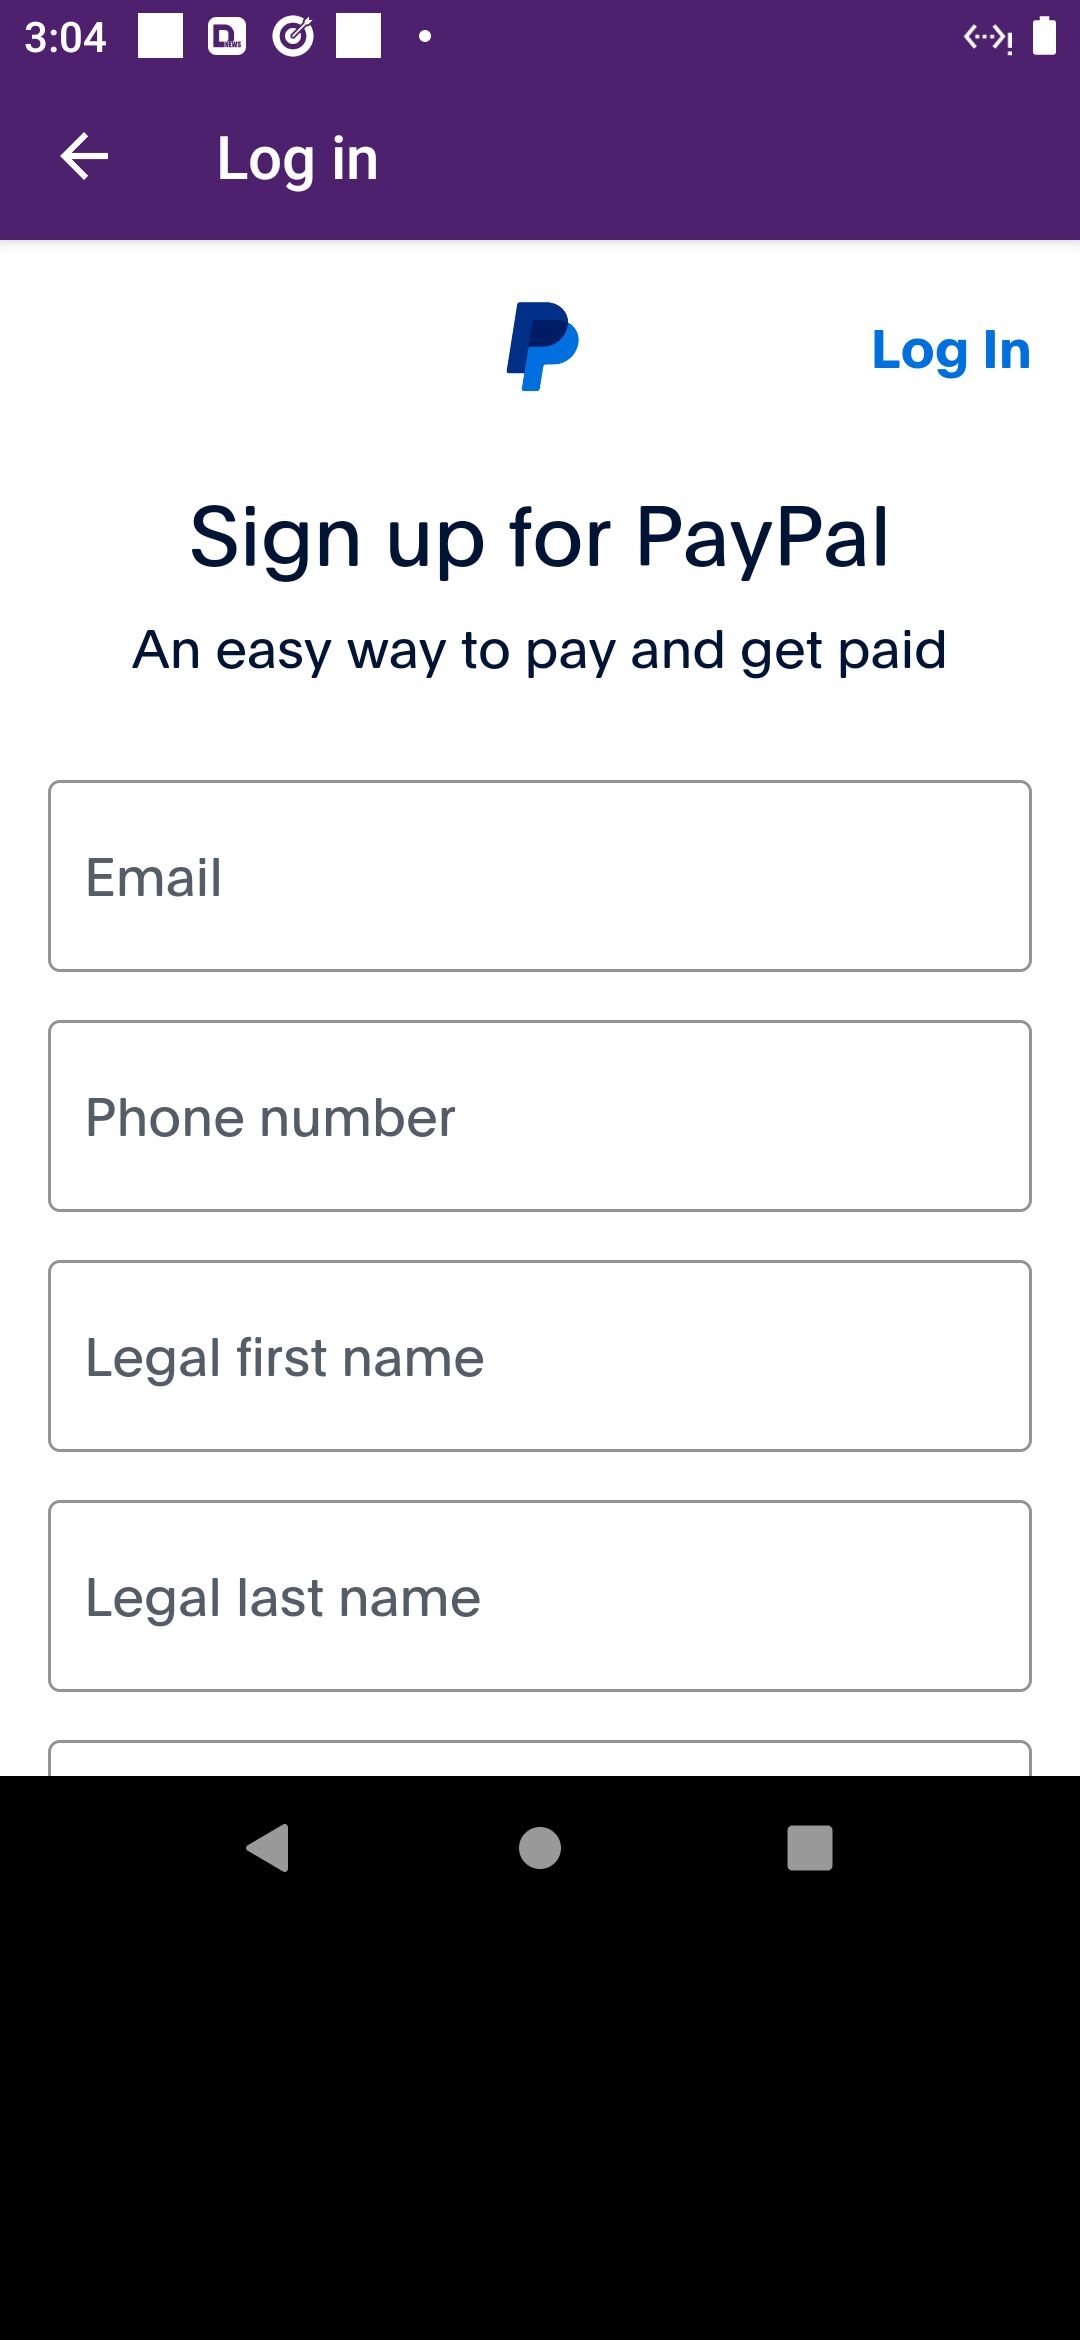 3:04
Log in
Log In
Sign up for PayPal
An easy way to pay and get paid
Email
Phone number
Legal first name
Legal last name